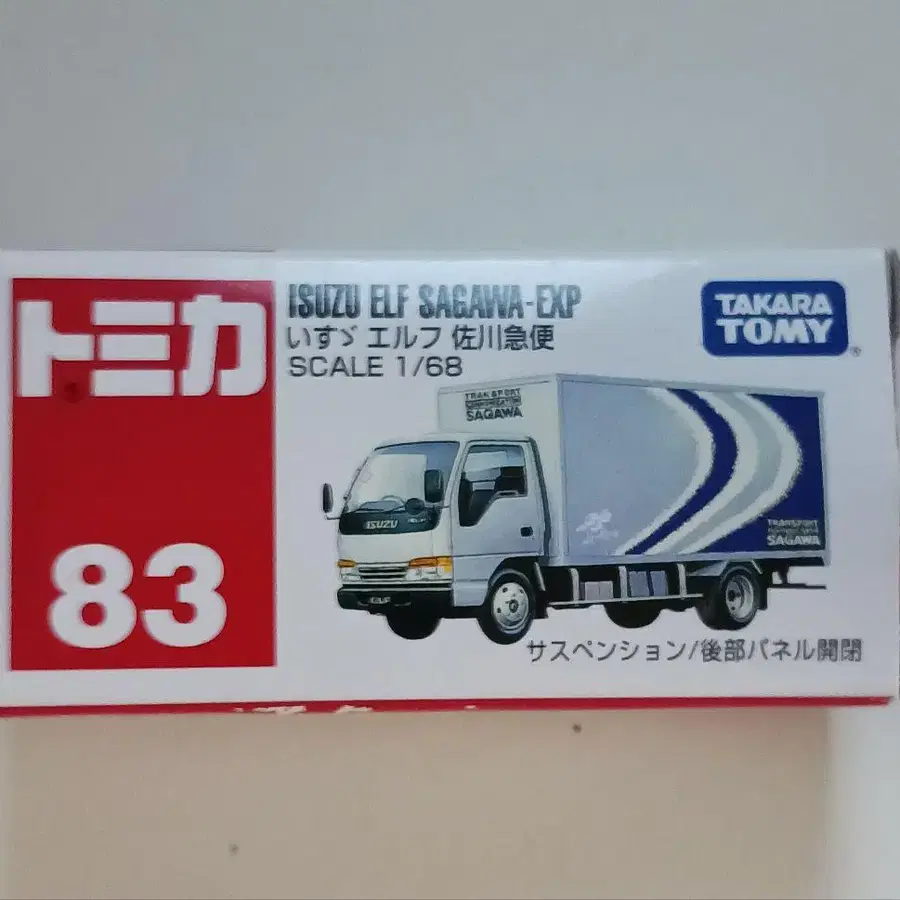 トミカ
83
ISUZU ELF SAGAWA-EXP
いすゞ エルフ 佐川急便
SCALE 1/68
TAKARA
TOMY
®
TRANSPORT
SAGAWA
ISUZU
TRANSPORT
SAGAWA
サスペンション/後部パネル開閉